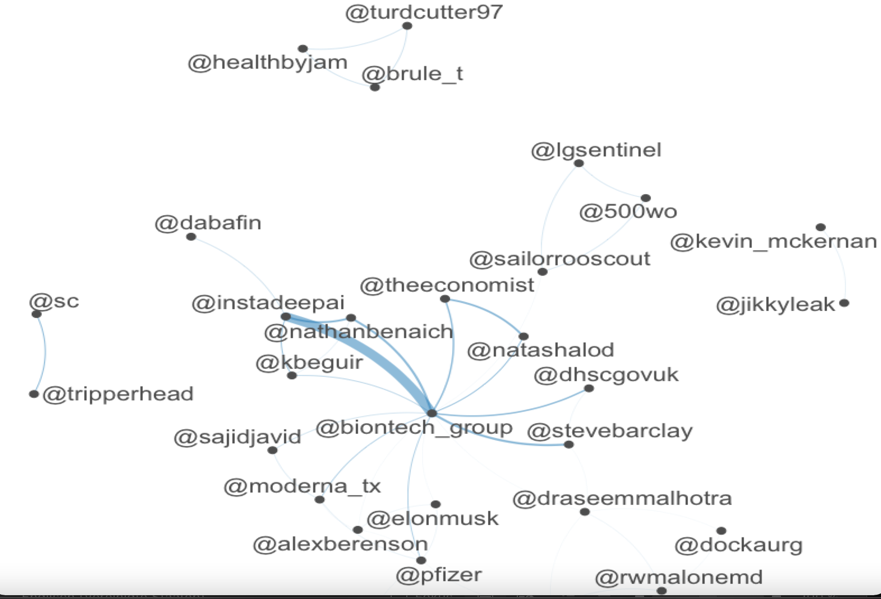 @turdcutter97
@healthbyjam
@brule_t
@lgsentinel
@500wo
@dabafin
@kevin_mckernan
@sailorrooscout
@theeconomist
@sc
@instadeepai
@jikkyleak
@nathanbenaich
@natashalod
@kbeguir
@dhscgovuk
@tripperhead
@biontech_group
@stevebarclay
@sajidjavid
@moderna_tx
@draseemmalhotra
@elonmusk
@alexberenson
@dockaurg
@pfizer
@rwmalonemd